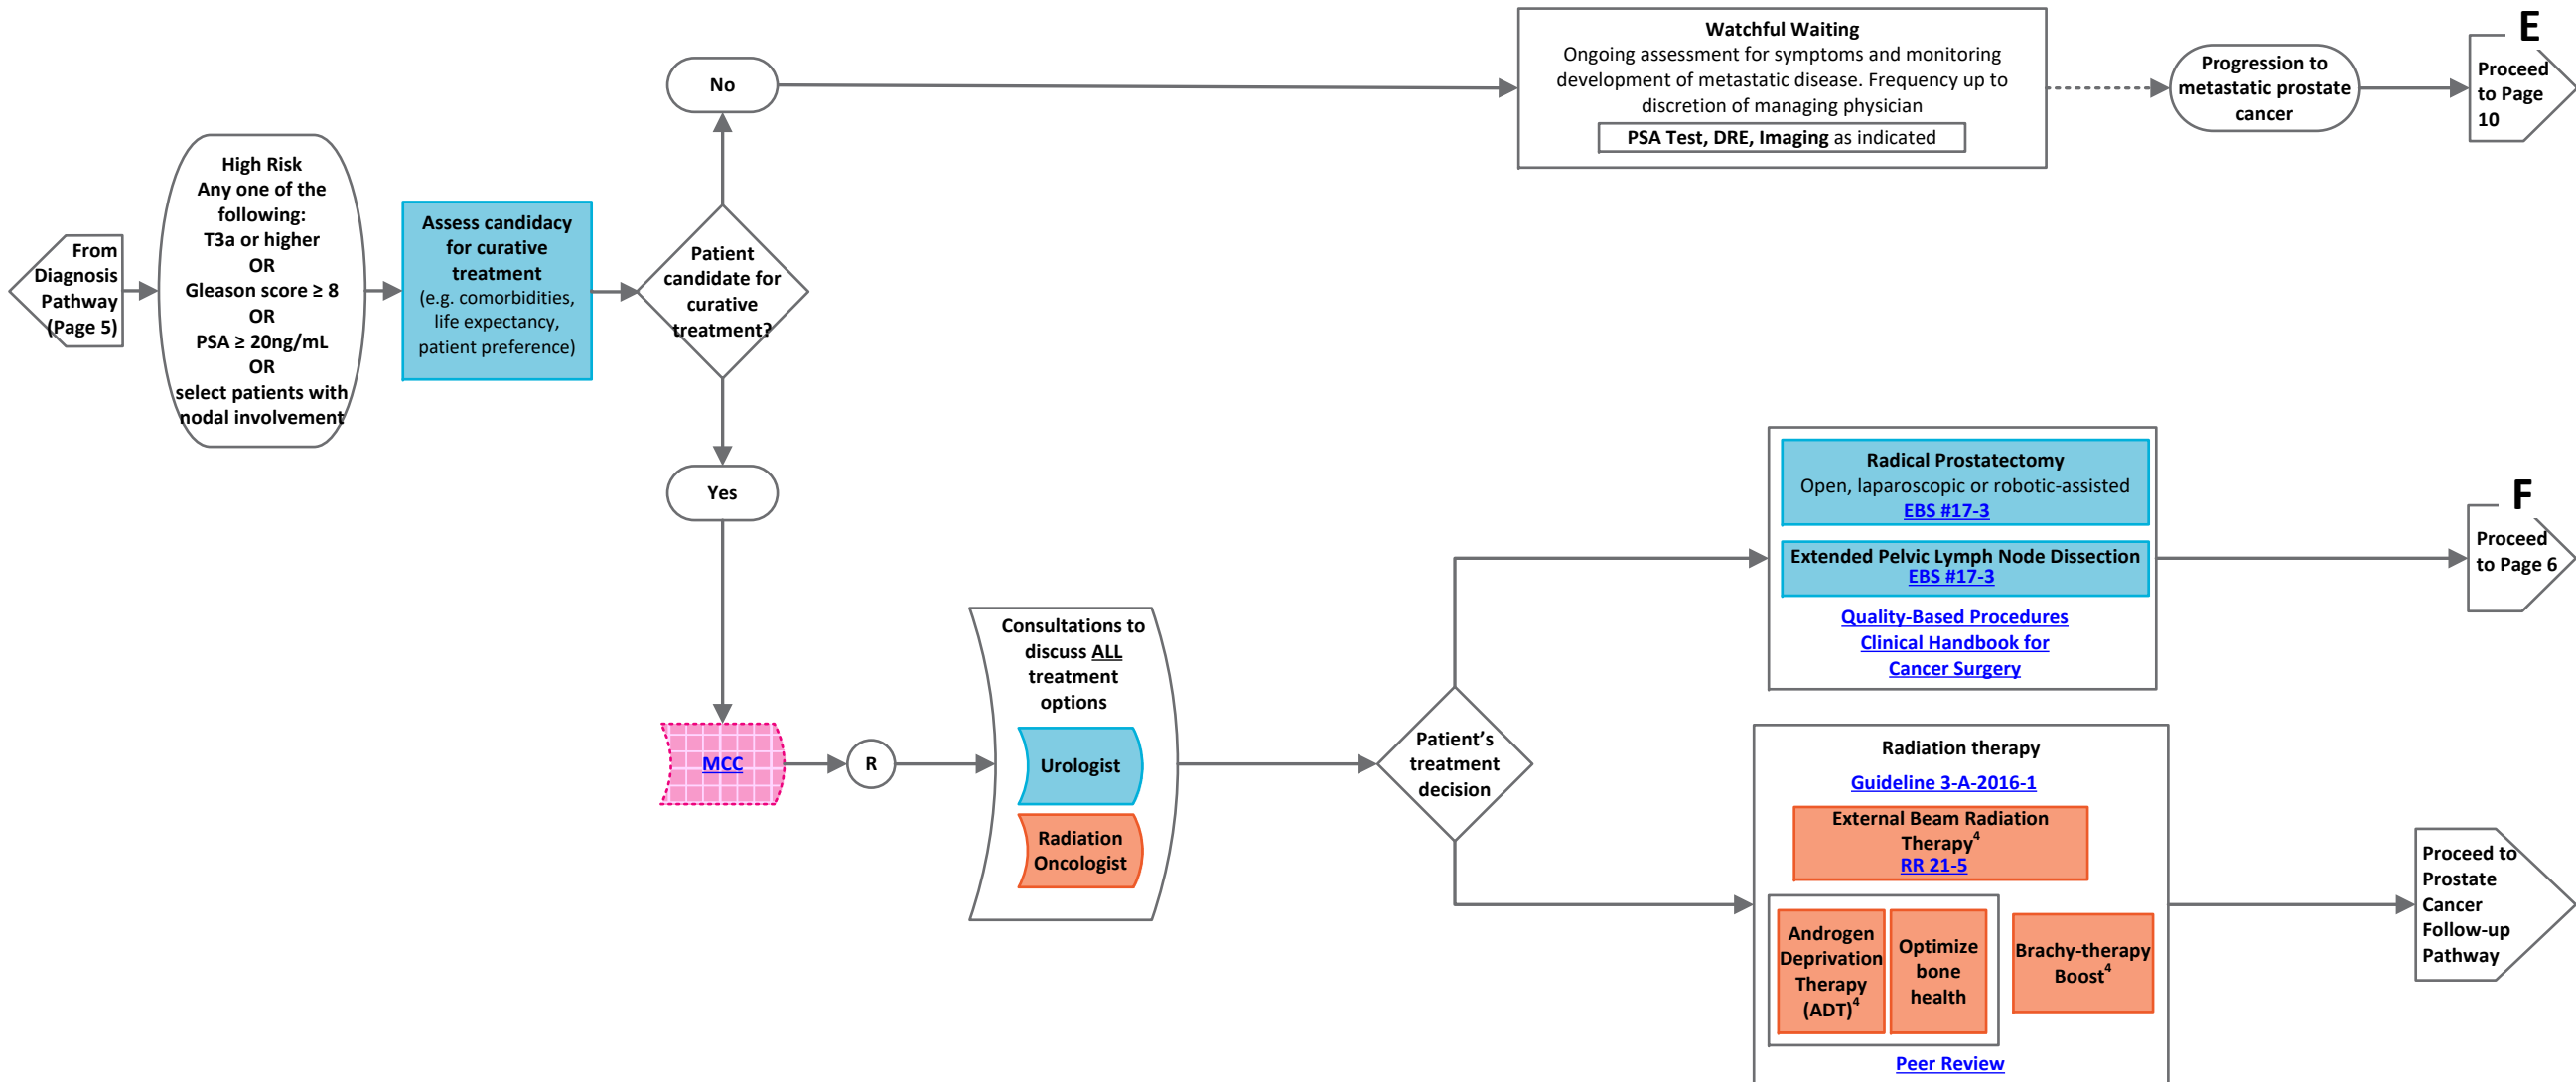 From
Diagnosis
Pathway
(Page 5)
High Risk
Any one of the
following:
T3a or higher
OR
Gleason score ≥ 8
OR
PSA ≥ 20ng/mL
OR
select patients with
nodal involvement
Assess candidacy
for curative
treatment
(e.g. comorbidities,
life expectancy,
patient preference)
Patient
candidate for
curative
treatment?
No
Watchful Waiting
Ongoing assessment for symptoms and monitoring
development of metastatic disease. Frequency up to
discretion of managing physician
PSA Test, DRE, Imaging as indicated
Progression to
metastatic prostate
cancer
E
Proceed
to Page
10
Yes
MCC
R
Consultations to
discuss ALL
treatment
options
Urologist
Radiation
Oncologist
Patient’s
treatment
decision
Radical Prostatectomy
Open, laparoscopic or robotic-assisted
EBS #17-3
Extended Pelvic Lymph Node Dissection
EBS #17-3
Quality-Based Procedures
Clinical Handbook for
Cancer Surgery
F
Proceed
to Page 6
Radiation therapy
Guideline 3-A-2016-1
External Beam Radiation
Therapy⁴
RR 21-5
Androgen
Deprivation
Therapy
(ADT)⁴
Optimize
bone
health
Brachy-therapy
Boost⁴
Peer Review
Proceed to
Prostate
Cancer
Follow-up
Pathway